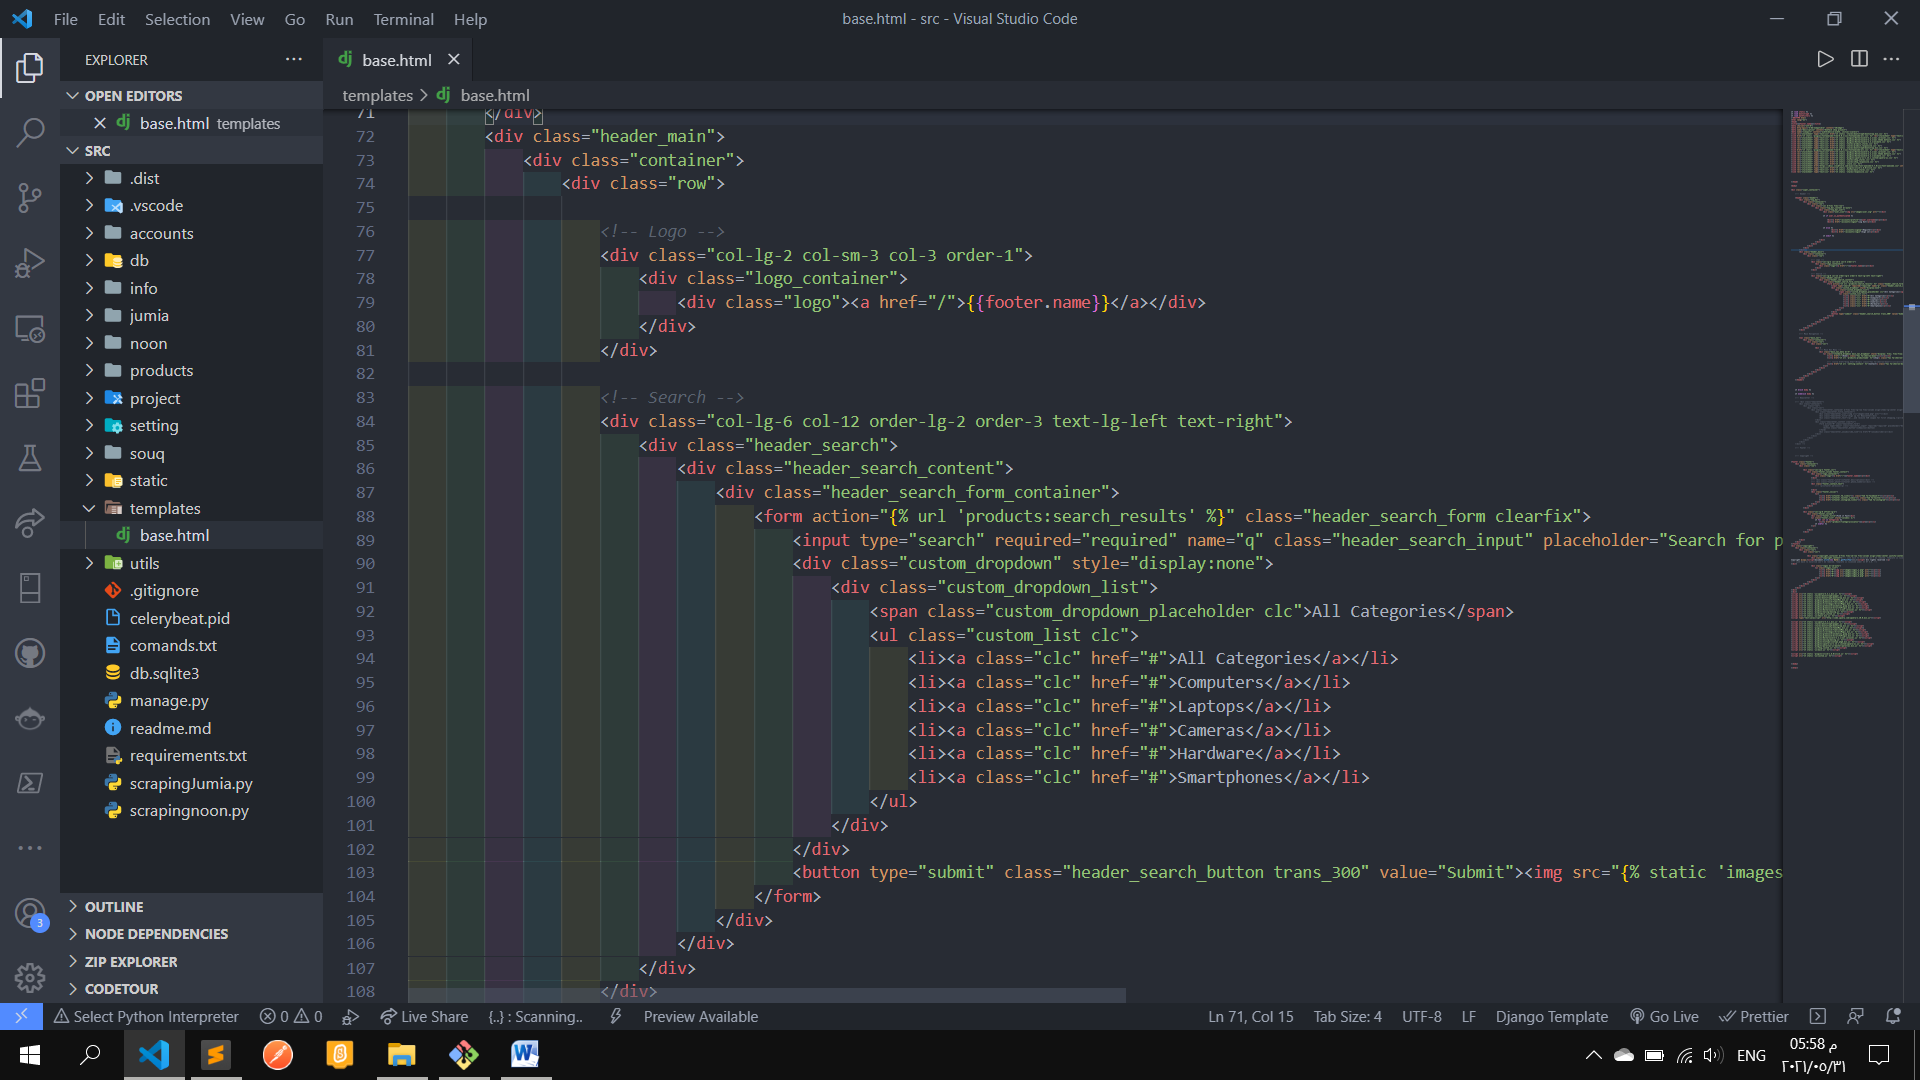 File Edit Selection View Go Run Terminal Help
base.html - src - Visual Studio Code
EXPLORER
OPEN EDITORS
base.html templates
SRC
.dist
.vscode
accounts
db
info
jumia
noon
products
project
setting
souq
static
templates
base.html
utils
.gitignore
celerybeat.pid
comands.txt
db.sqlite3
manage.py
readme.md
requirements.txt
scrapingJumia.py
scrapingnoon.py
OUTLINE
NODE DEPENDENCIES
ZIP EXPLORER
CODETOUR
3
base.html
templates > base.html
71 </div>
72 <div class="header_main">
73 <div class="container">
74 <div class="row">
75
76 <!-- Logo -->
77 <div class="col-lg-2 col-sm-3 col-3 order-1">
78 <div class="logo_container">
79 <div class="logo"><a href="/">{{footer.name}}</a></div>
80 </div>
81 </div>
82
83 <!-- Search -->
84 <div class="col-lg-6 col-12 order-lg-2 order-3 text-lg-left text-right">
85 <div class="header_search">
86 <div class="header_search_content">
87 <div class="header_search_form_container">
88 <form action="{% url 'products:search_results' %}" class="header_search_form clearfix">
89 <input type="search" required="required" name="q" class="header_search_input" placeholder="Search for p
90 <div class="custom_dropdown" style="display:none">
91 <div class="custom_dropdown_list">
92 <span class="custom_dropdown_placeholder clc">All Categories</span>
93 <ul class="custom_list clc">
94 <li><a class="clc" href="#">All Categories</a></li>
95 <li><a class="clc" href="#">Computers</a></li>
96 <li><a class="clc" href="#">Laptops</a></li>
97 <li><a class="clc" href="#">Cameras</a></li>
98 <li><a class="clc" href="#">Hardware</a></li>
99 <li><a class="clc" href="#">Smartphones</a></li>
100 </ul>
101 </div>
102 </div>
103 <button type="submit" class="header_search_button trans_300" value="Submit"><img src="{% static 'images
104 </form>
105 </div>
106 </div>
107 </div>
108 </div>
Select Python Interpreter 0 0 Live Share {..} : Scanning.. Preview Available Ln 71, Col 15 Tab Size: 4 UTF-8 LF Django Template Go Live Prettier
ENG
05:58 م
٢٠٢١/٠٥/٣١